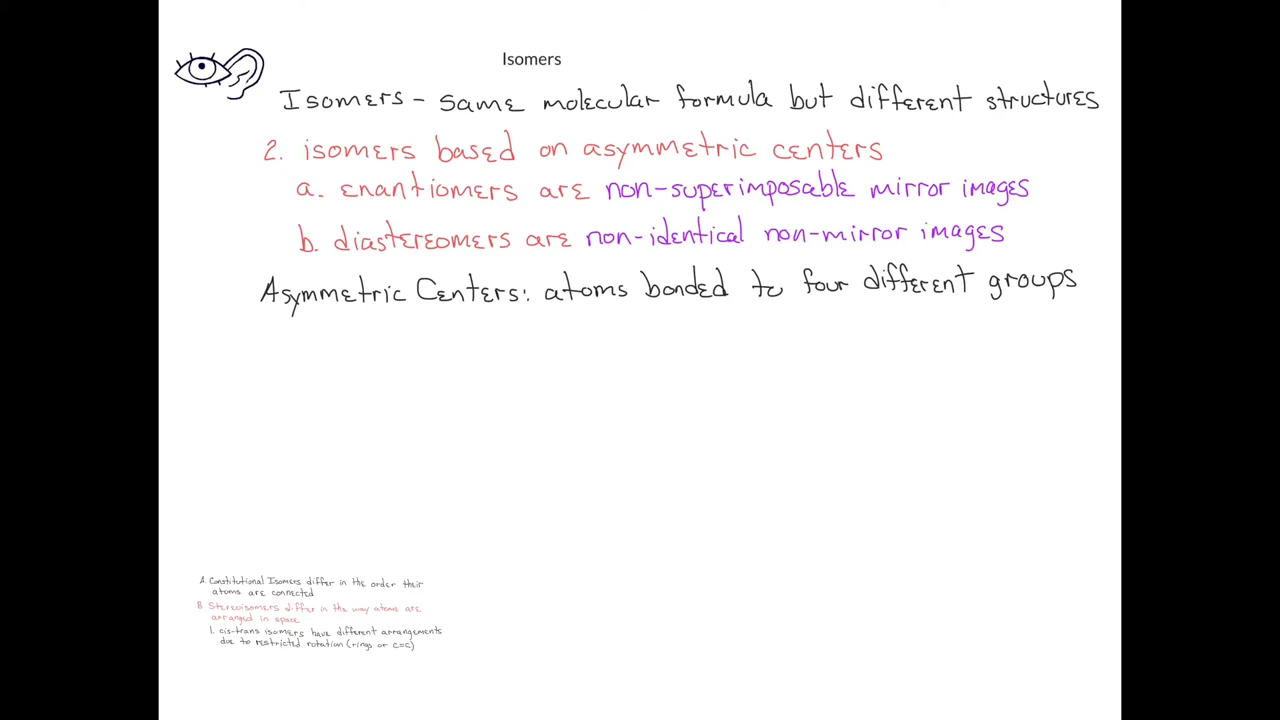 Isomers
Isomers - same molecular formula but different structures
2. isomers based on asymmetric centers
a. enantiomers are non-superimposable mirror images
b. diastereomers are non-identical non-mirror images
Asymmetric Centers: atoms bonded to four different groups
A. Constitutional Isomers differ in the order their
atoms are connected
B Stereoisomers differ in the way atoms are
arranged in space
1. cis-trans isomers have different arrangements
due to restricted rotation (rings or c=c)